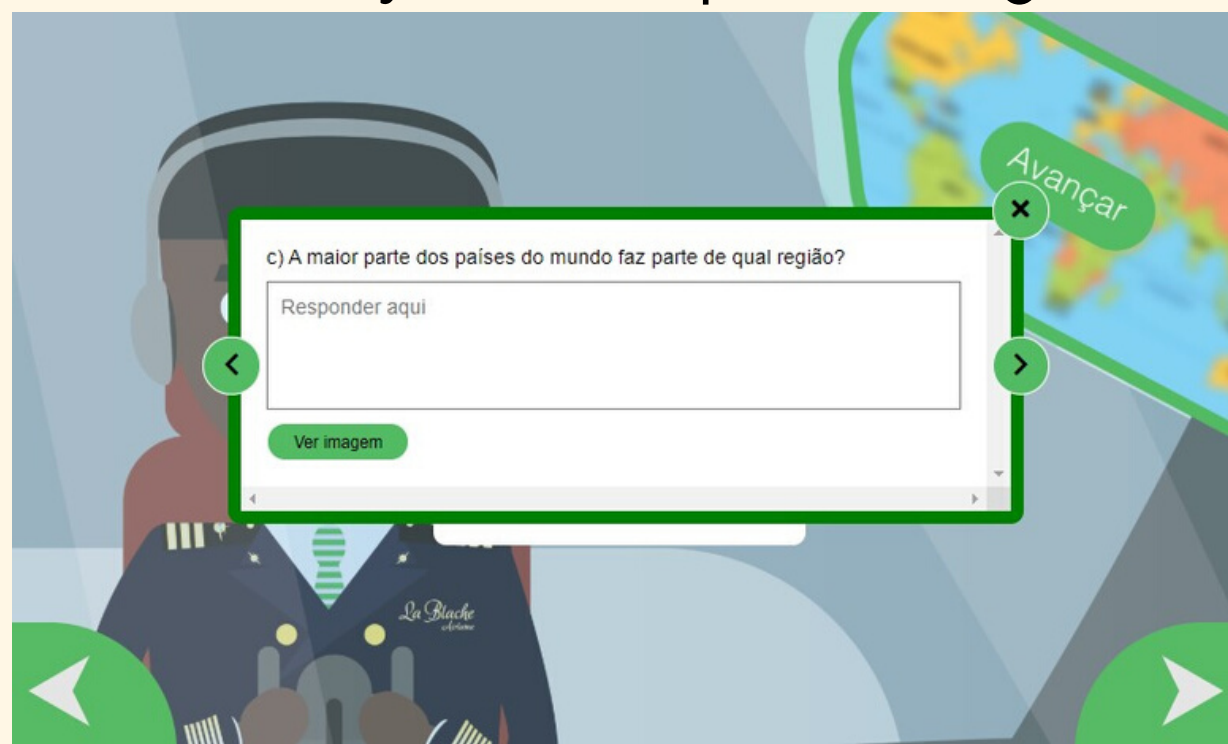 Avançar
c) A maior parte dos países do mundo faz parte de qual região?
Responder aqui
Ver imagem
La Blache